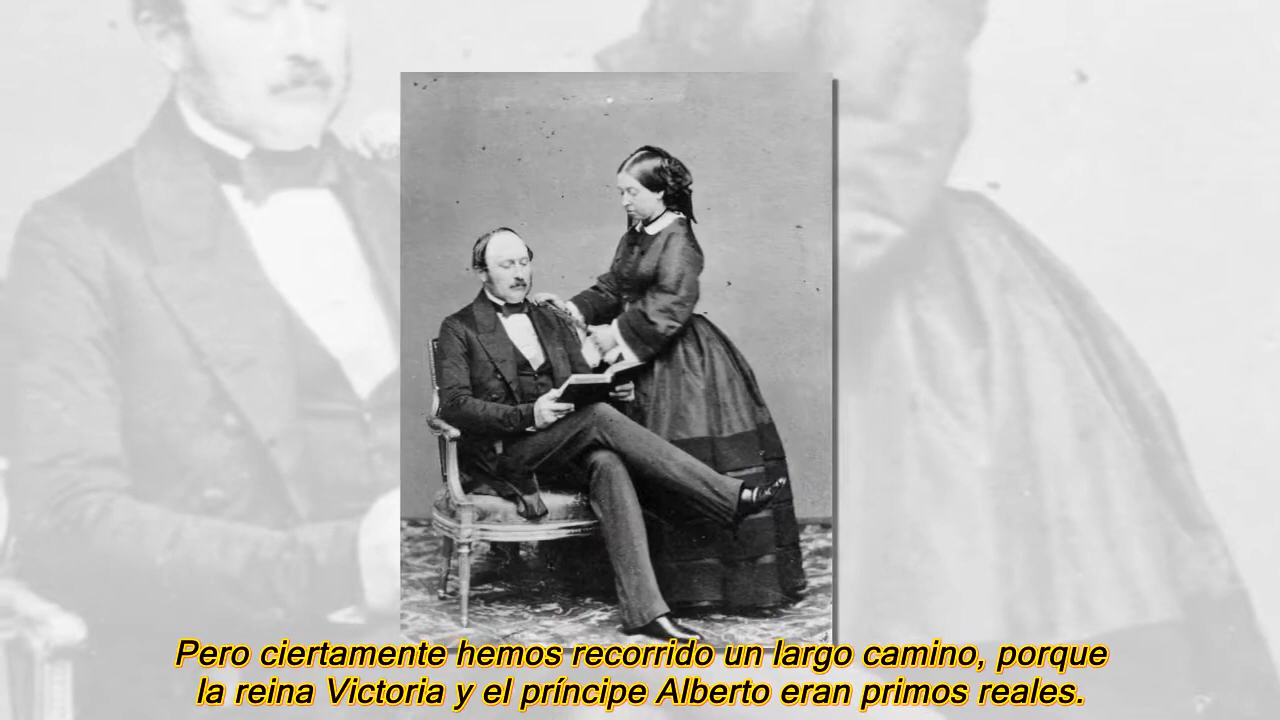 Pero ciertamente hemos recorrido un largo camino, porque
la reina Victoria y el príncipe Alberto eran primos reales.